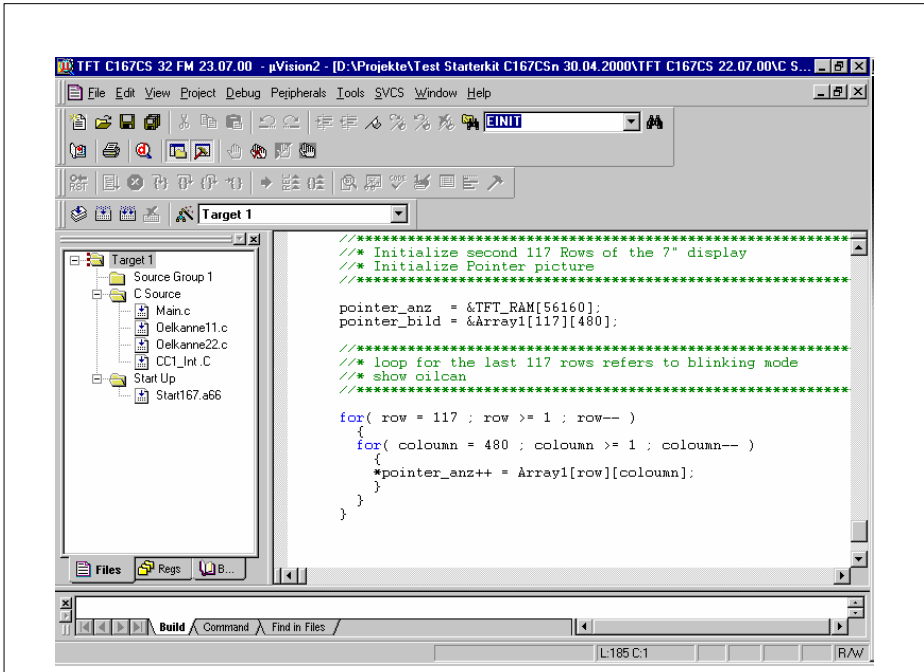 TFT C167CS 32 FM 23.07.00 - µVision2 - [D:\Projekte\Test Starterkit C167CSn 30.04.2000\TFT C167CS 22.07.00\C S...
File Edit View Project Debug Peripherals Tools SVCS Window Help
EINIT
Target 1
Target 1
Source Group 1
C Source
Main.c
Oelkanne11.c
Oelkanne22.c
CC1_Int.C
Start Up
Start167.a66
Files Regs B...
//***************************************************************
//* Initialize second 117 Rows of the 7" display
//* Initialize Pointer picture
//***************************************************************
pointer_anz = &TFT_RAM[56160];
pointer_bild = &Array1[117][480];
//***************************************************************
//* loop for the last 117 rows refers to blinking mode
//* show oilcan
//***************************************************************
for( row = 117 ; row >= 1 ; row-- )
{
for( coloumn = 480 ; coloumn >= 1 ; coloumn-- )
{
*pointer_anz++ = Array1[row][coloumn];
}
}
}
Build Command Find in Files
L:185 C:1 R/W